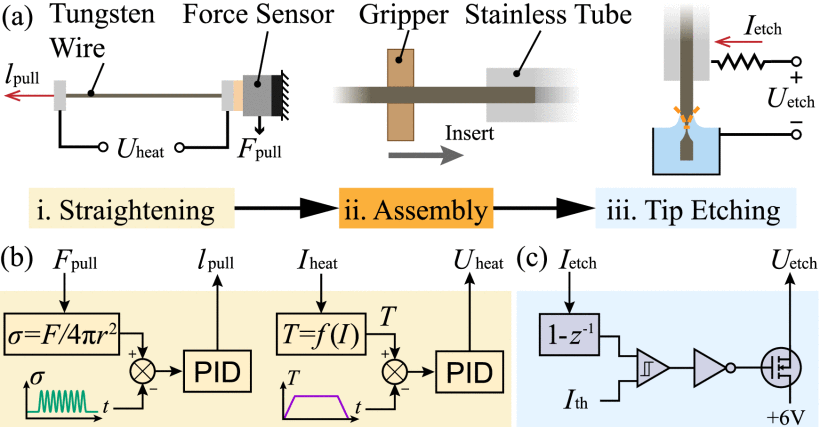 (a) Tungsten Wire
Force Sensor
Gripper
Stainless Tube
l_pull
U_heat
F_pull
Insert
I_etch
+
U_etch
−
i. Straightening
ii. Assembly
iii. Tip Etching
(b)
F_pull
l_pull
I_heat
U_heat
σ=F/4πr²
+
−
PID
σ
t
T=f(I)
T
+
−
PID
T
t
(c)
I_etch
U_etch
1-z⁻¹
I_th
+6V